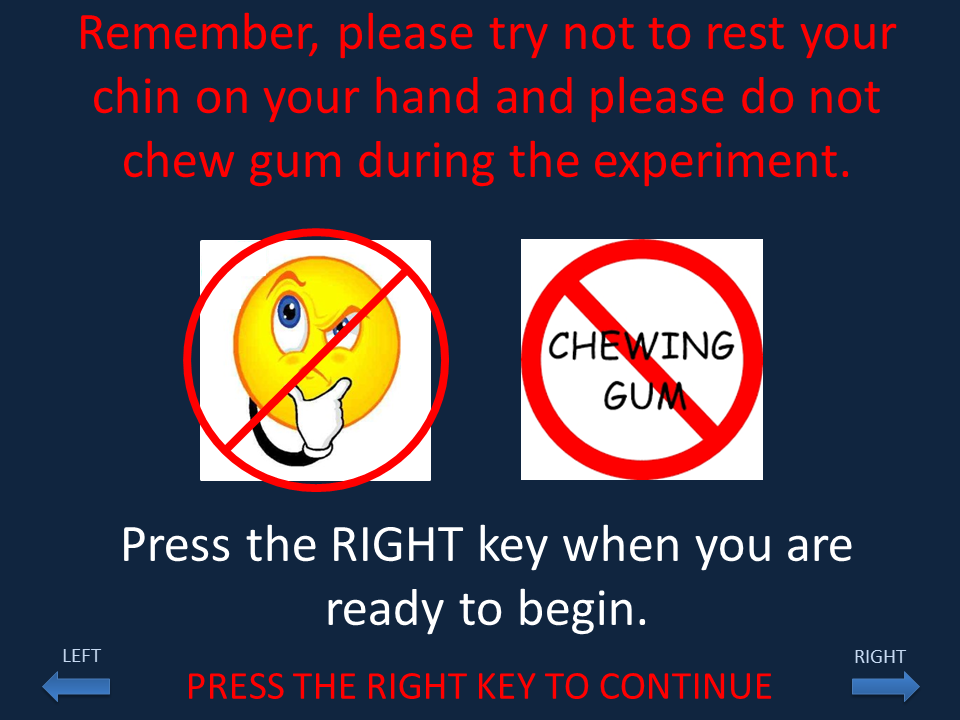 Remember, please try not to rest your
chin on your hand and please do not
chew gum during the experiment.
CHEWING
GUM
Press the RIGHT key when you are
ready to begin.
LEFT
RIGHT
PRESS THE RIGHT KEY TO CONTINUE